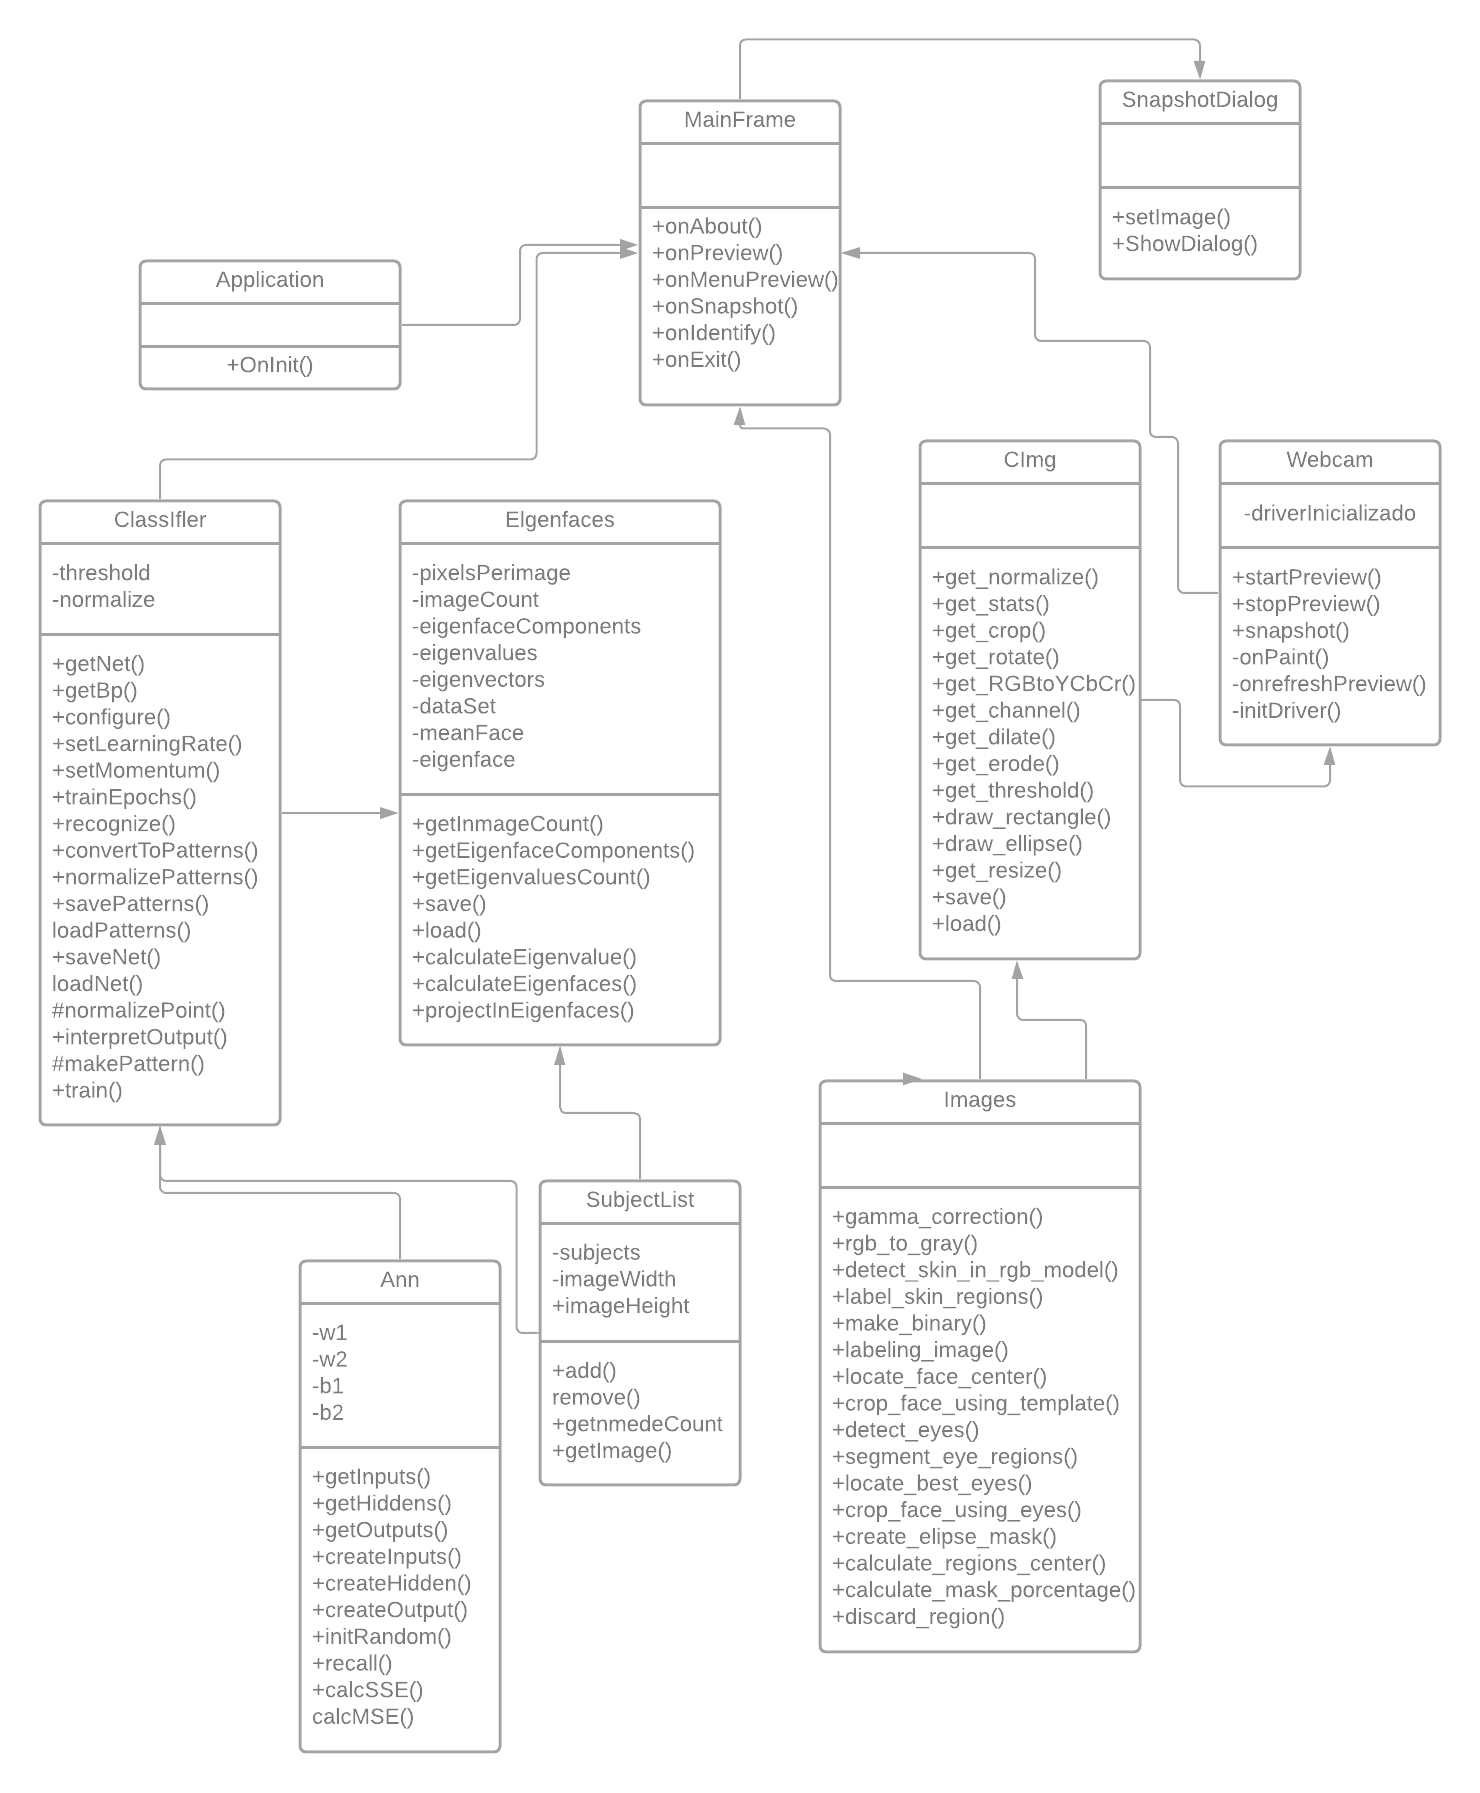 MainFrame
+onAbout()
+onPreview()
+onMenuPreview()
+onSnapshot()
+onIdentify()
+onExit()
SnapshotDialog
+setImage()
+ShowDialog()
Application
+OnInit()
ClassIfler
-threshold
-normalize
+getNet()
+getBp()
+configure()
+setLearningRate()
+setMomentum()
+trainEpochs()
+recognize()
+convertToPatterns()
+normalizePatterns()
+savePatterns()
loadPatterns()
+saveNet()
loadNet()
#normalizePoint()
+interpretOutput()
#makePattern()
+train()
Elgenfaces
-pixelsPerimage
-imageCount
-eigenfaceComponents
-eigenvalues
-eigenvectors
-dataSet
-meanFace
-eigenface
+getInmageCount()
+getEigenfaceComponents()
+getEigenvaluesCount()
+save()
+load()
+calculateEigenvalue()
+calculateEigenfaces()
+projectInEigenfaces()
CImg
+get_normalize()
+get_stats()
+get_crop()
+get_rotate()
+get_RGBtoYCbCr()
+get_channel()
+get_dilate()
+get_erode()
+get_threshold()
+draw_rectangle()
+draw_ellipse()
+get_resize()
+save()
+load()
Webcam
-driverInicializado
+startPreview()
+stopPreview()
+snapshot()
-onPaint()
-onrefreshPreview()
-initDriver()
Ann
-w1
-w2
-b1
-b2
+getInputs()
+getHiddens()
+getOutputs()
+createInputs()
+createHidden()
+createOutput()
+initRandom()
+recall()
+calcSSE()
calcMSE()
SubjectList
-subjects
-imageWidth
+imageHeight
+add()
remove()
+getnmedeCount
+getImage()
Images
+gamma_correction()
+rgb_to_gray()
+detect_skin_in_rgb_model()
+label_skin_regions()
+make_binary()
+labeling_image()
+locate_face_center()
+crop_face_using_template()
+detect_eyes()
+segment_eye_regions()
+locate_best_eyes()
+crop_face_using_eyes()
+create_elipse_mask()
+calculate_regions_center()
+calculate_mask_porcentage()
+discard_region()